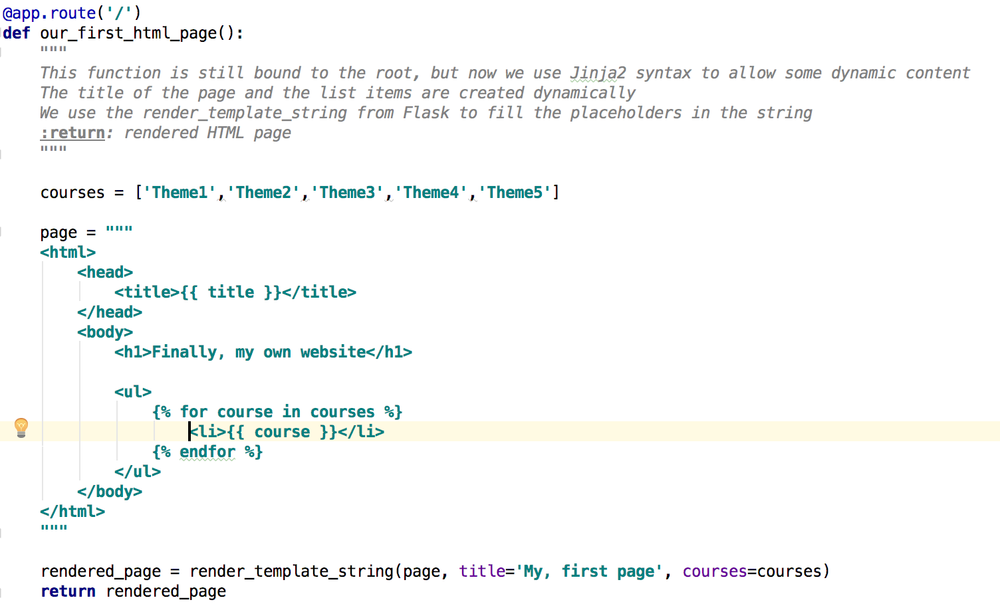 @app.route('/')
def our_first_html_page():
    """
    This function is still bound to the root, but now we use Jinja2 syntax to allow some dynamic content
    The title of the page and the list items are created dynamically
    We use the render_template_string from Flask to fill the placeholders in the string
    :return: rendered HTML page
    """

    courses = ['Theme1','Theme2','Theme3','Theme4','Theme5']

    page = """
    <html>
        <head>
            <title>{{ title }}</title>
        </head>
        <body>
            <h1>Finally, my own website</h1>

            <ul>
                {% for course in courses %}
                    <li>{{ course }}</li>
                {% endfor %}
            </ul>
        </body>
    </html>
    """

    rendered_page = render_template_string(page, title='My, first page', courses=courses)
    return rendered_page